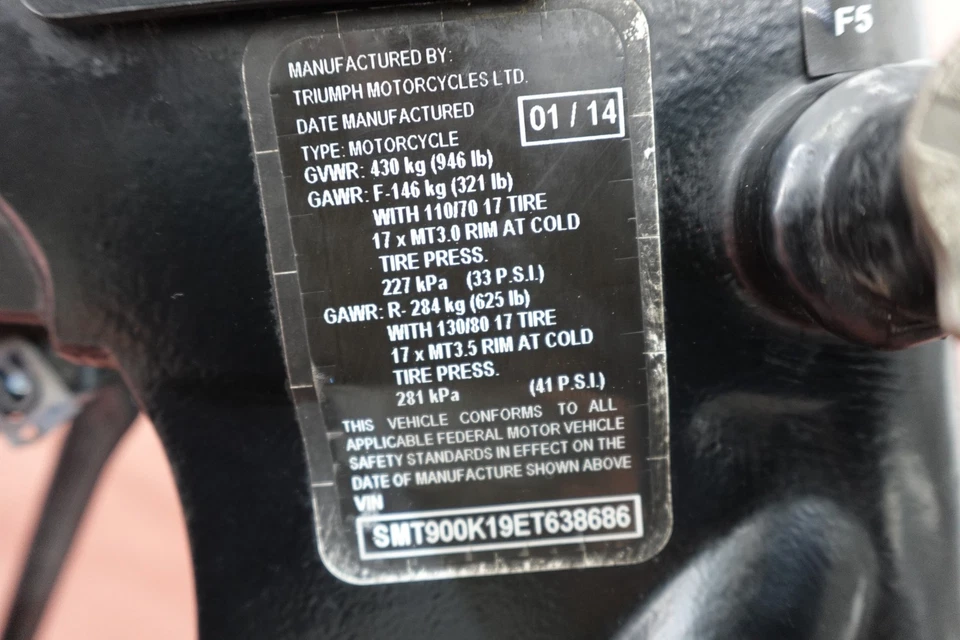 F5
MANUFACTURED BY:
TRIUMPH MOTORCYCLES LTD.
DATE MANUFACTURED 01 / 14
TYPE: MOTORCYCLE
GVWR: 430 kg (946 lb)
GAWR: F-146 kg (321 lb)
WITH 110/70 17 TIRE
17 x MT3.0 RIM AT COLD
TIRE PRESS.
227 kPa (33 P.S.I.)
GAWR: R- 284 kg (625 lb)
WITH 130/80 17 TIRE
17 x MT3.5 RIM AT COLD
TIRE PRESS.
281 kPa (41 P.S.I.)
THIS VEHICLE CONFORMS TO ALL
APPLICABLE FEDERAL MOTOR VEHICLE
SAFETY STANDARDS IN EFFECT ON THE
DATE OF MANUFACTURE SHOWN ABOVE
VIN
SMT900K19ET638686